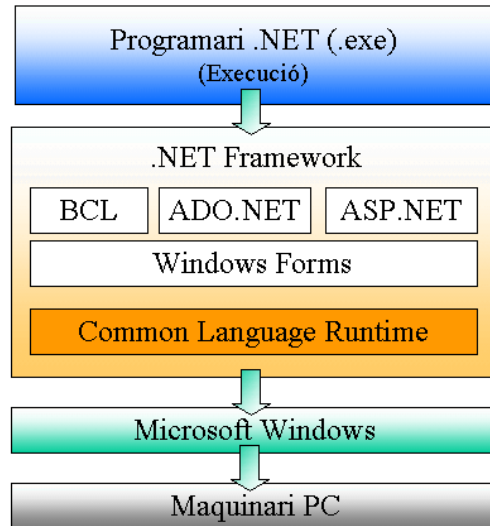 Programari .NET (.exe)
(Execució)
.NET Framework
BCL ADO.NET ASP.NET
Windows Forms
Common Language Runtime
Microsoft Windows
Maquinari PC